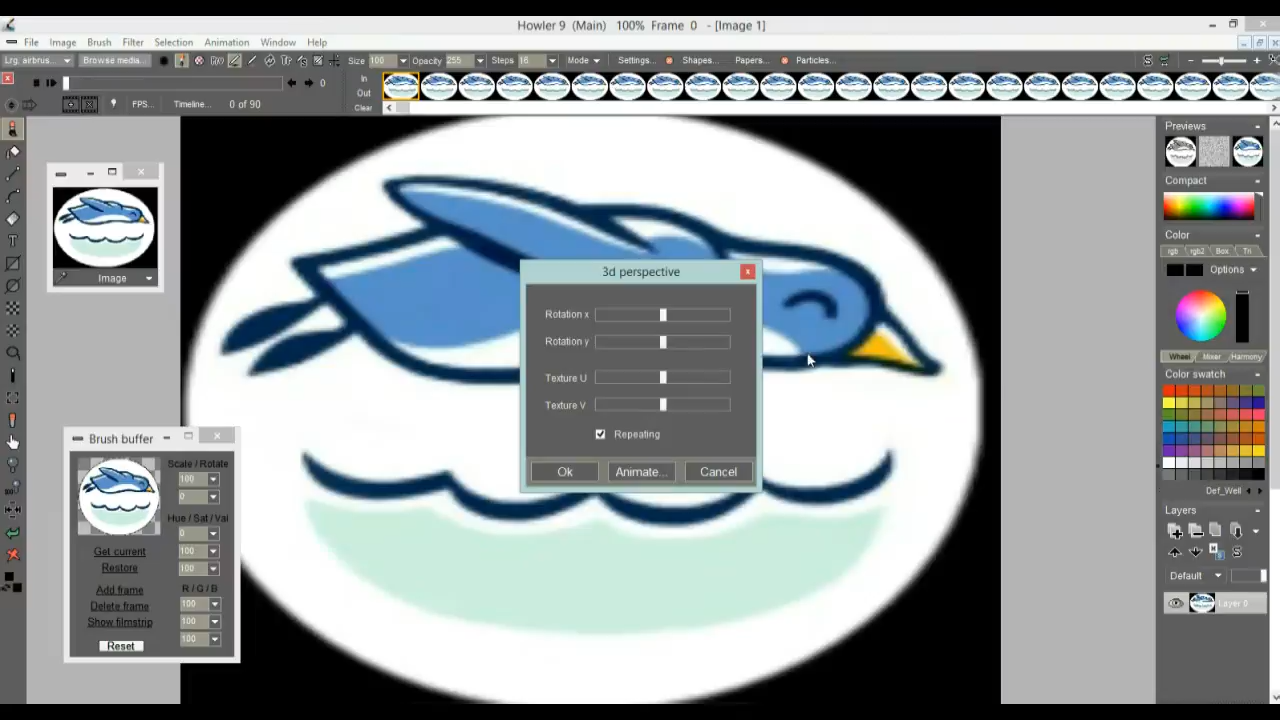 Howler 9 (Main) 100% Frame 0 - [Image 1]
File Image Brush Filter Selection Animation Window Help
Lrg. airbrus... Browse media... Size 100 Opacity 255 Steps 16 Mode Settings... Shapes... Papers... Particles...
0 In
Out
FPS... Timeline... 0 of 90 Clear
Previews
Compact
Color
rgb rgb2 Box Tri
Options
Wheel Mixer Harmony
Color swatch
Def_Well
Layers
Default
Layer 0
Image
3d perspective
Rotation x
Rotation y
Texture U
Texture V
Repeating
Ok Animate... Cancel
Brush buffer
Scale / Rotate
100
0
Hue / Sat / Val
0
Get current 100
Restore 100
Add frame R / G / B
Delete frame 100
Show filmstrip 100
Reset 100